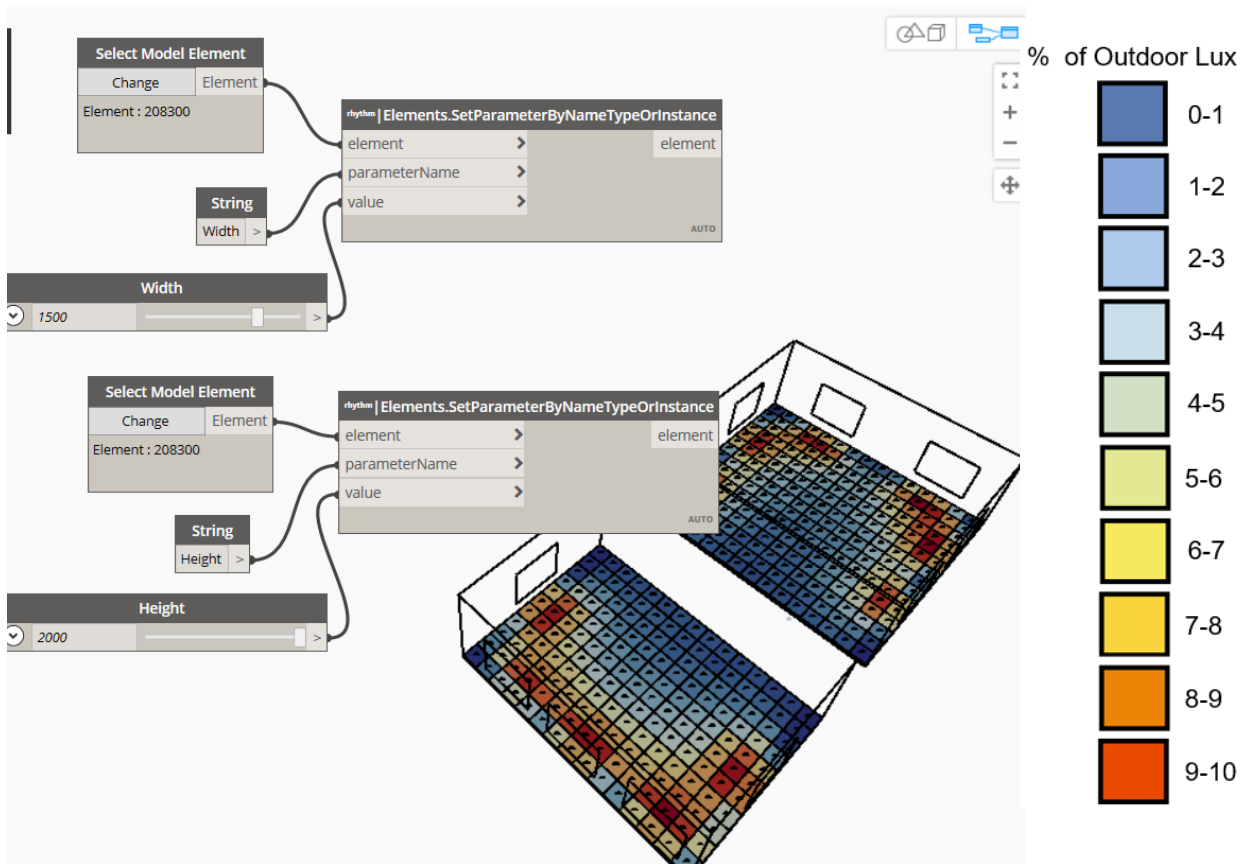 Select Model Element
Change Element
Element : 208300
rhythm|Elements.SetParameterByNameTypeOrInstance
element > element
parameterName >
value >
AUTO
String
Width >
Width
1500 >
Select Model Element
Change Element
Element : 208300
rhythm|Elements.SetParameterByNameTypeOrInstance
element > element
parameterName >
value >
AUTO
String
Height >
Height
2000 >
% of Outdoor Lux
0-1
1-2
2-3
3-4
4-5
5-6
6-7
7-8
8-9
9-10